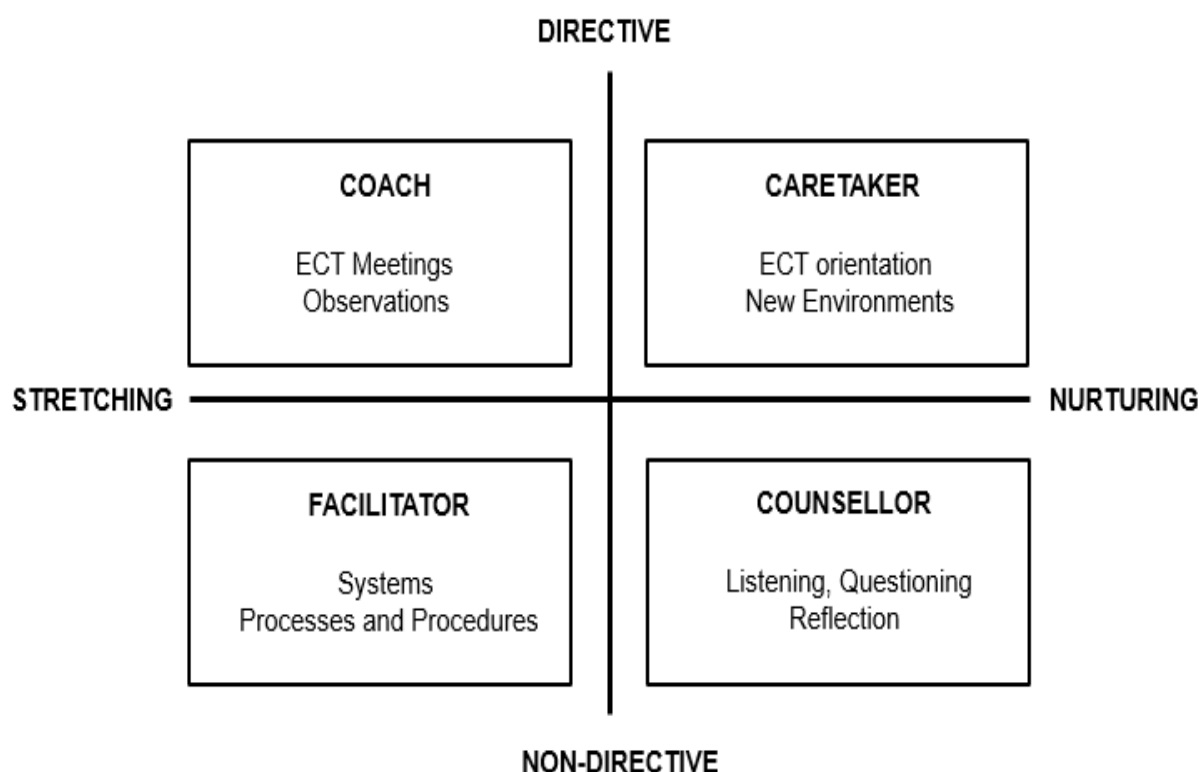 DIRECTIVE
COACH
ECT Meetings
Observations
CARETAKER
ECT orientation
New Environments
STRETCHING
NURTURING
FACILITATOR
Systems
Processes and Procedures
COUNSELLOR
Listening, Questioning
Reflection
NON-DIRECTIVE